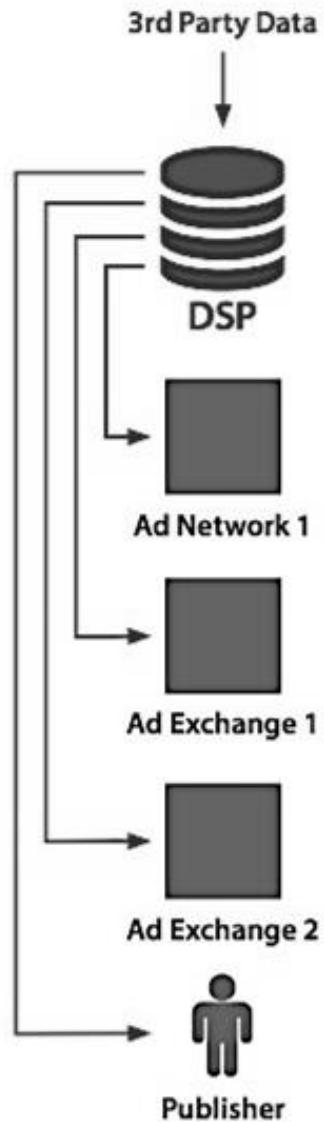 3rd Party Data
DSP
Ad Network 1
Ad Exchange 1
Ad Exchange 2
Publisher